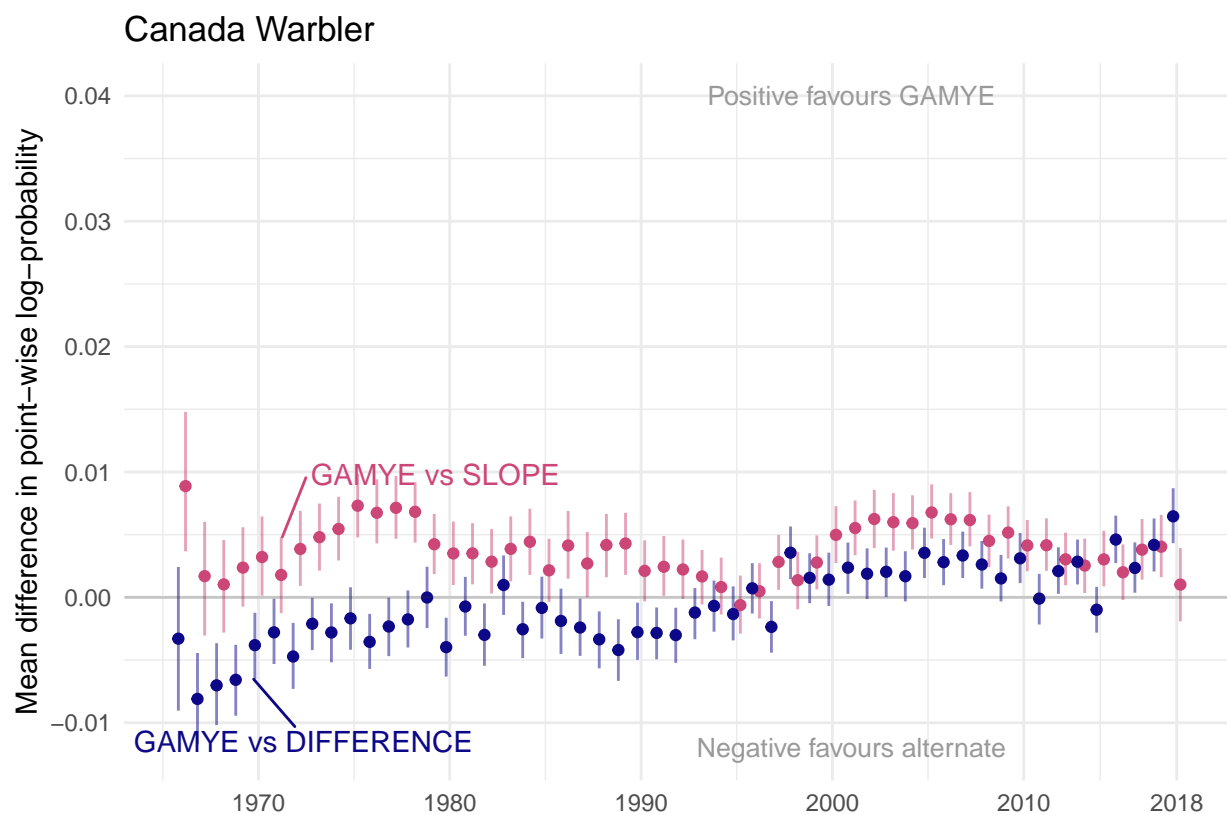 Canada Warbler
Mean difference in point−wise log−probability
0.04
0.03
0.02
0.01
0.00
−0.01
Positive favours GAMYE
GAMYE vs SLOPE
GAMYE vs DIFFERENCE
Negative favours alternate
1970
1980
1990
2000
2010
2018